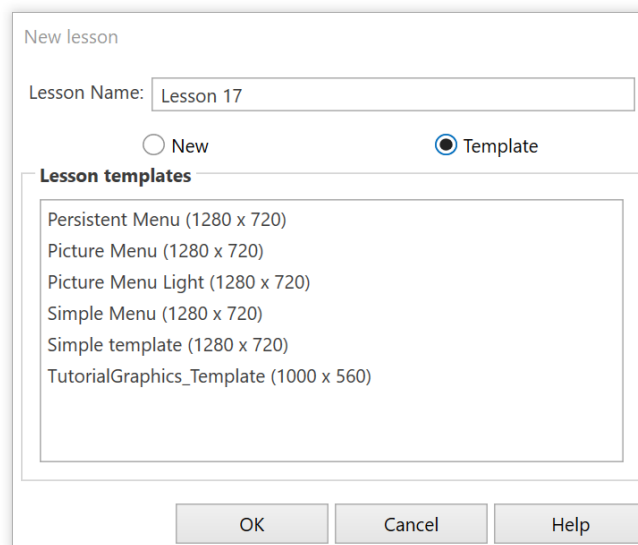 New lesson
Lesson Name: Lesson 17
New Template
Lesson templates
Persistent Menu (1280 x 720)
Picture Menu (1280 x 720)
Picture Menu Light (1280 x 720)
Simple Menu (1280 x 720)
Simple template (1280 x 720)
TutorialGraphics_Template (1000 x 560)
OK Cancel Help